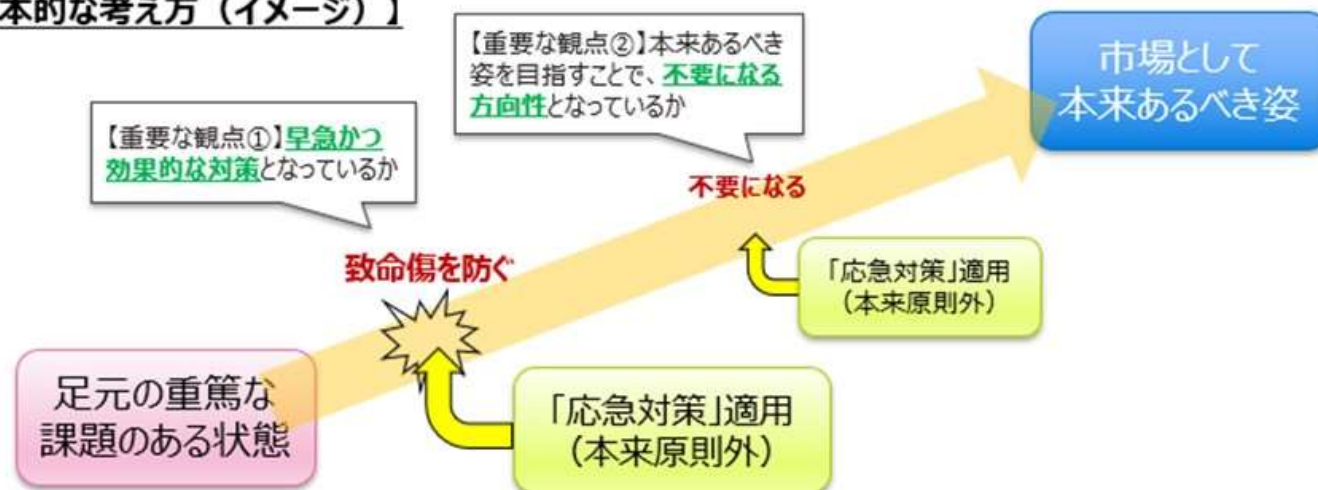 本的な考え方（イメージ）】
【重要な観点②】本来あるべき
姿を目指すことで、不要になる
方向性となっているか
市場として
本来あるべき姿
【重要な観点①】早急かつ
効果的な対策となっているか
不要になる
致命傷を防ぐ
「応急対策」適用
（本来原則外）
足元の重篤な
課題のある状態
「応急対策」適用
（本来原則外）